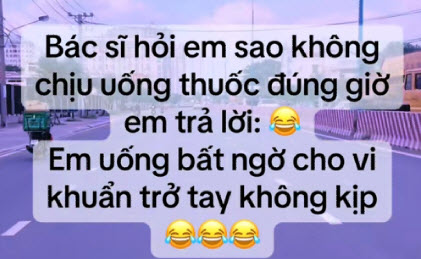 Bác sĩ hỏi em sao không
chịu uống thuốc đúng giờ
em trả lời: 😂
Em uống bất ngờ cho vi
khuẩn trở tay không kịp
😂😂😂